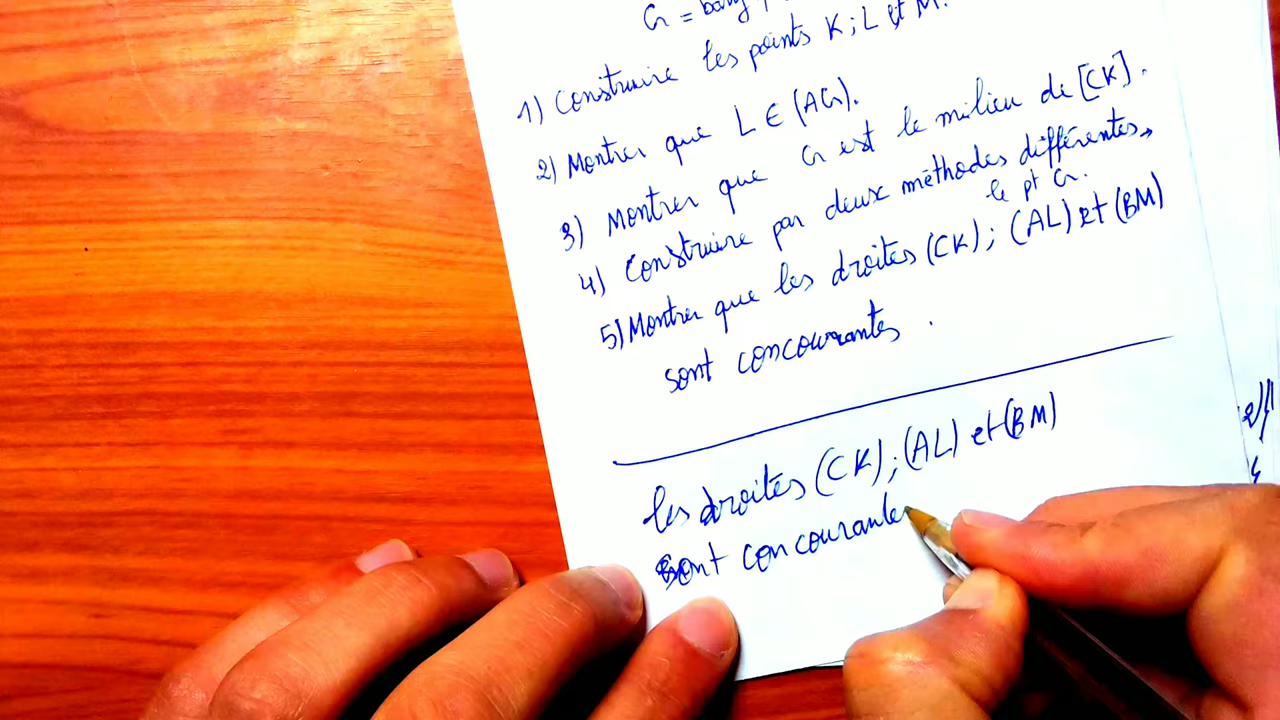 G = bary
1) Construire les points K ; L et M.
2) Montrer que L ∈ (AG).
3) Montrer que G est le milieu de [CK].
4) Construire par deux méthodes différentes
le pt G.
5) Montrer que les droites (CK) ; (AL) et (BM)
sont concourantes.
les droites (CK) ; (AL) et (BM)
sont concourantes